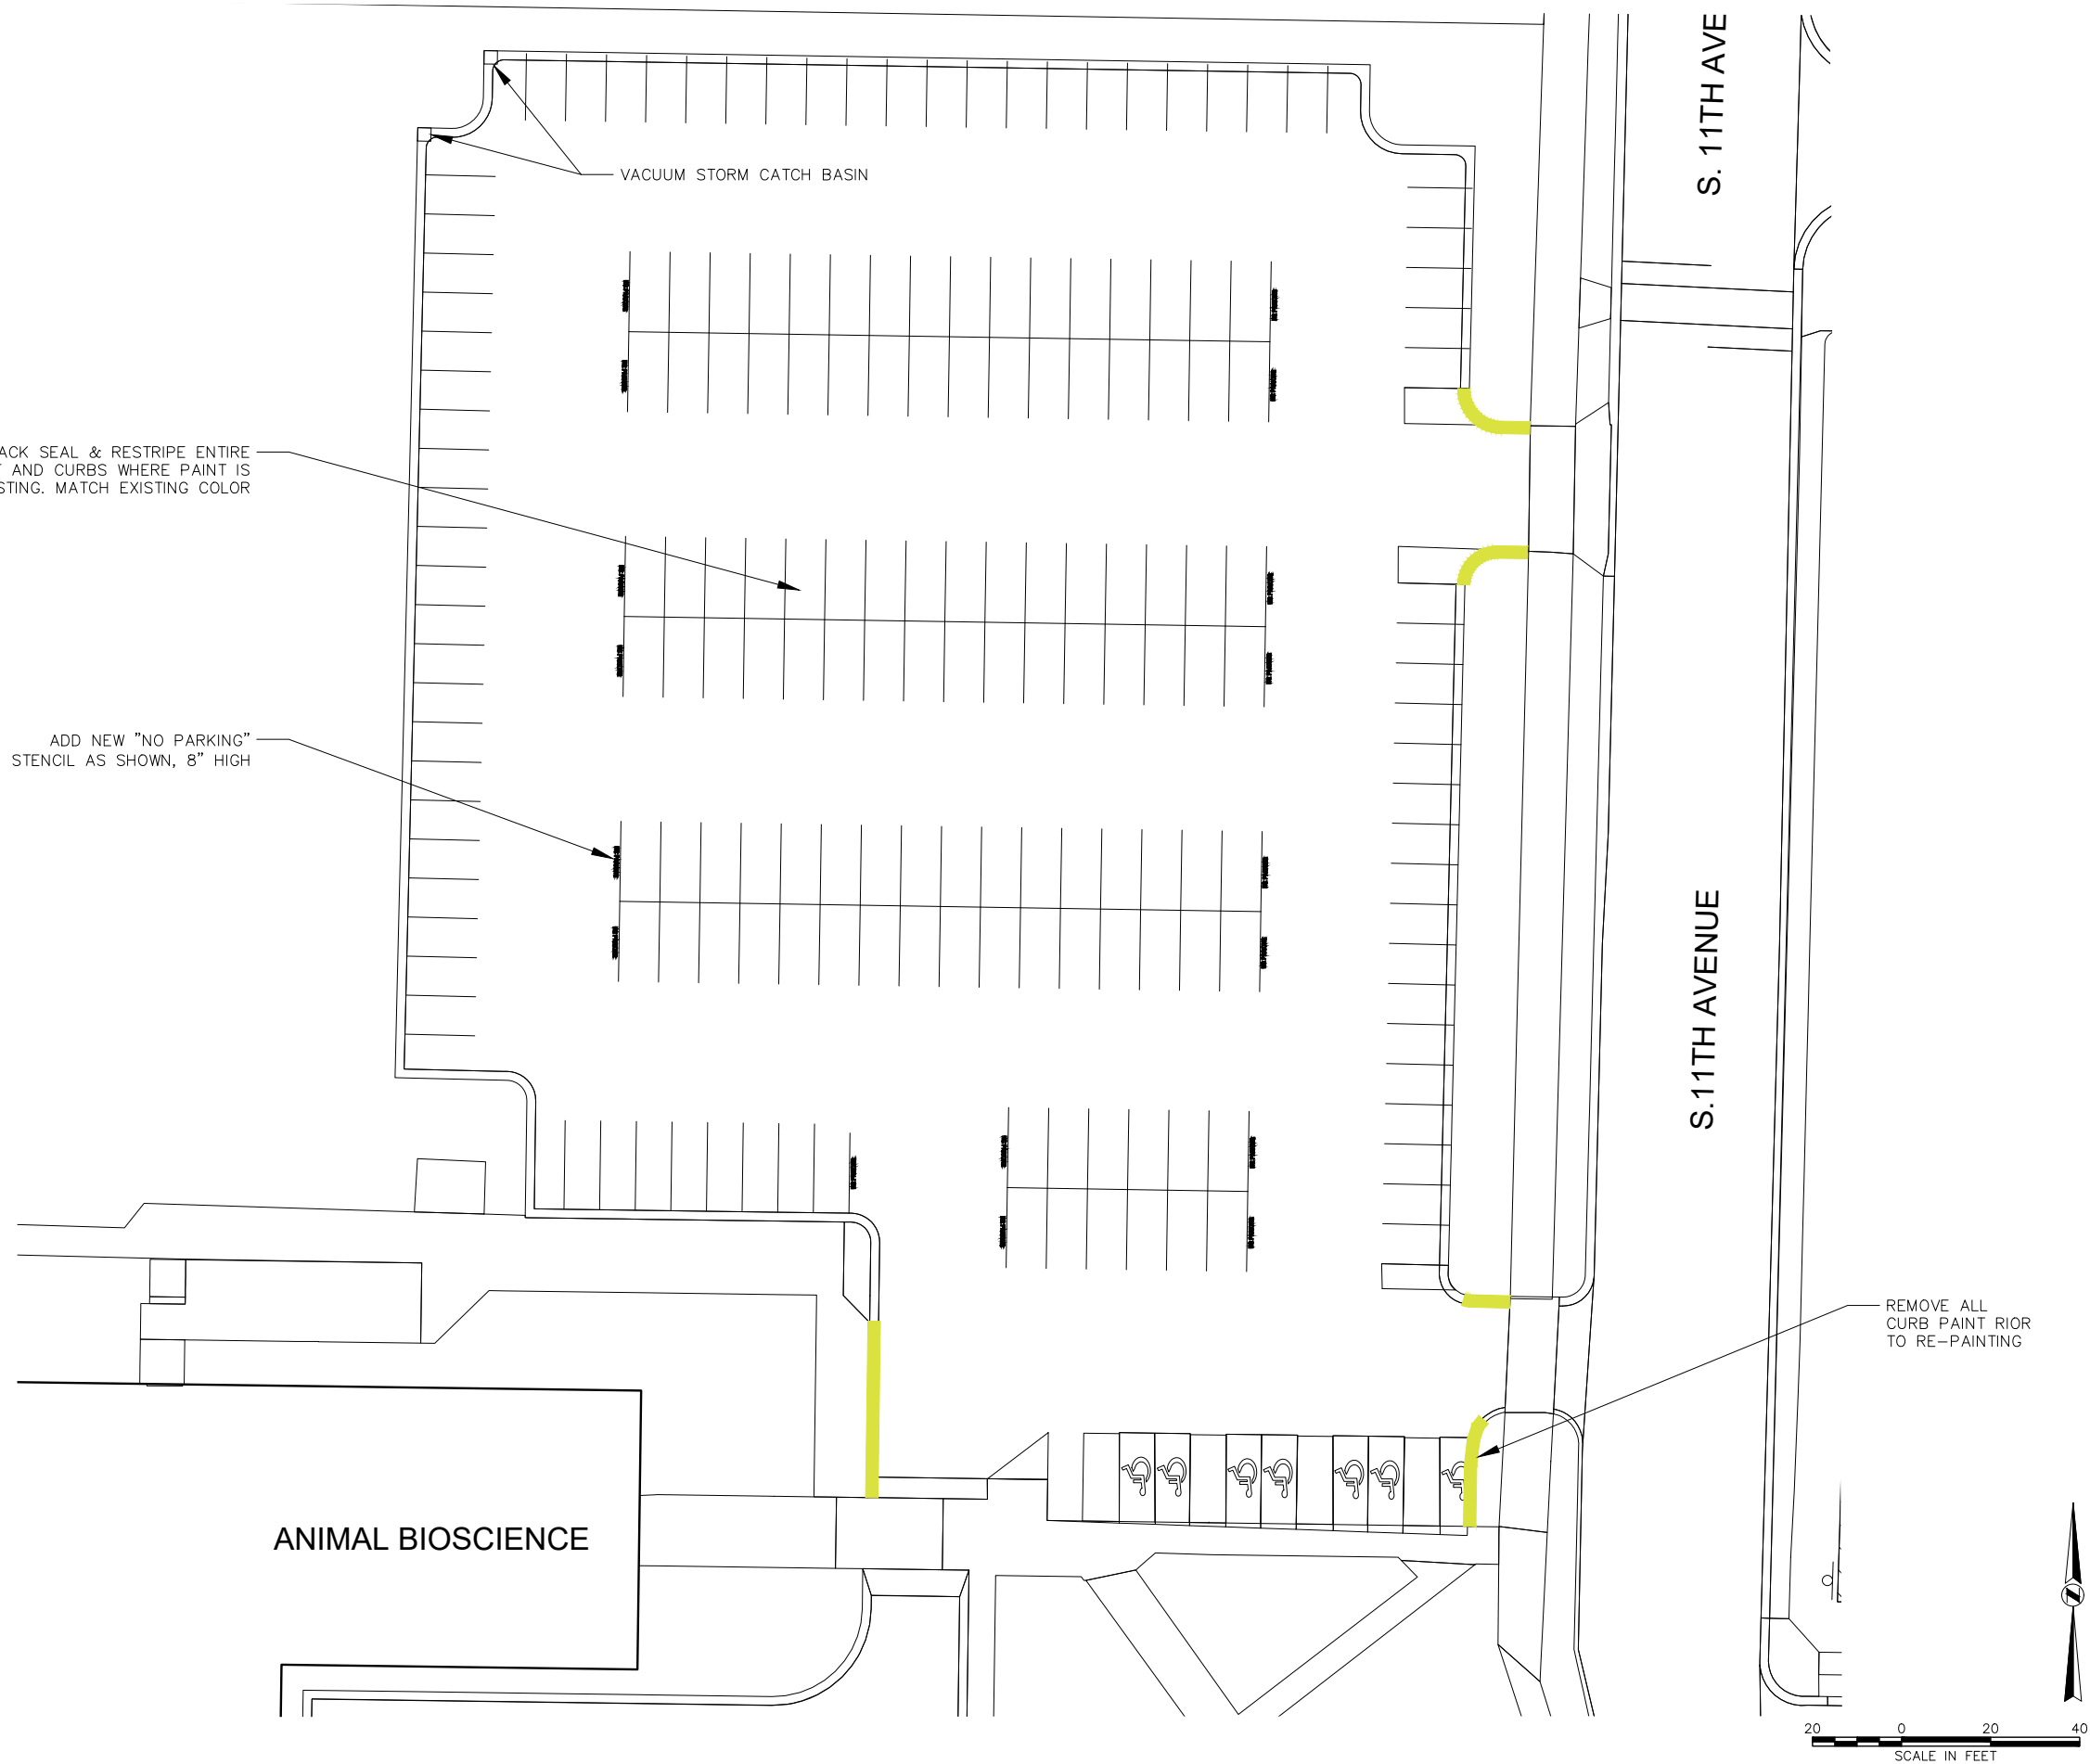 S. 11TH AVE
VACUUM STORM CATCH BASIN
ACK SEAL & RESTRIPE ENTIRE
AND CURBS WHERE PAINT IS
STING. MATCH EXISTING COLOR
ADD NEW "NO PARKING"
STENCIL AS SHOWN, 8" HIGH
S.11TH AVENUE
REMOVE ALL
CURB PAINT RIOR
TO RE-PAINTING
ANIMAL BIOSCIENCE
N
20 0 20 40
SCALE IN FEET